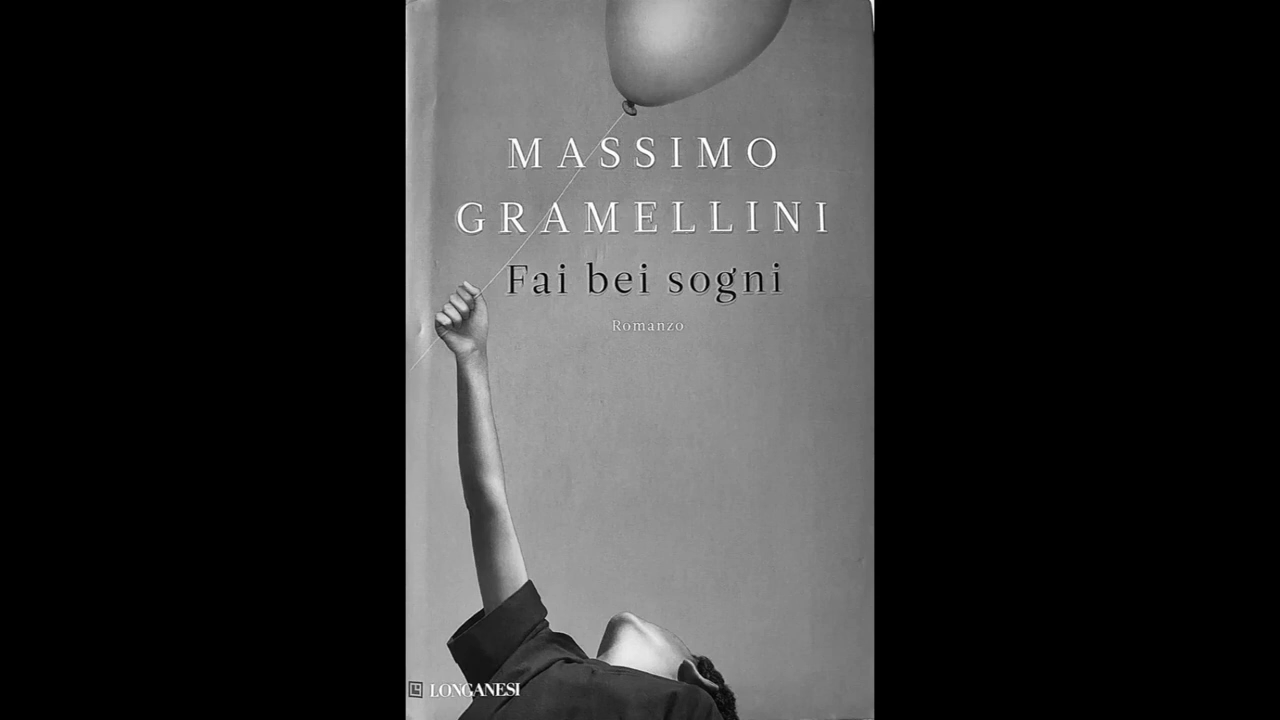 MASSIMO
GRAMELLINI
Fai bei sogni
Romanzo
LONGANESI